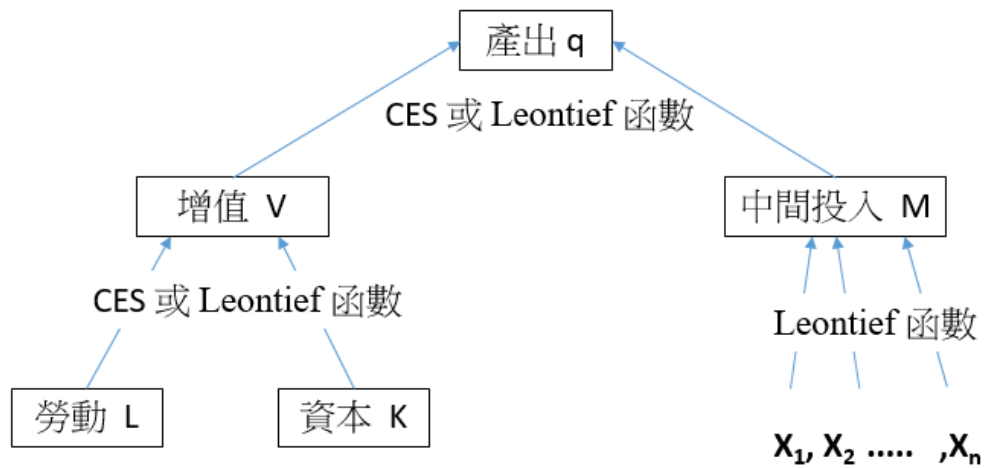 產出 q
CES 或 Leontief 函數
增值 V
中間投入 M
CES 或 Leontief 函數
Leontief 函數
勞動 L
資本 K
X1, X2 ..... ,Xn